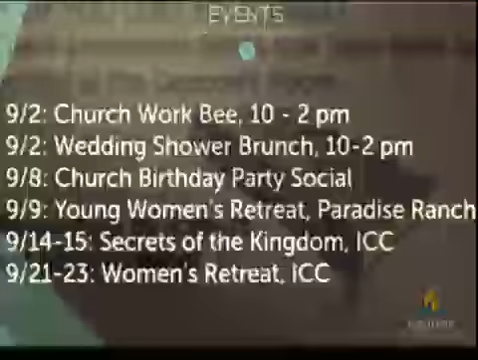 EVENTS
9/2: Church Work Bee, 10 - 2 pm
9/2: Wedding Shower Brunch, 10-2 pm
9/8: Church Birthday Party Social
9/9: Young Women's Retreat, Paradise Ranch
9/14-15: Secrets of the Kingdom, ICC
9/21-23: Women's Retreat, ICC